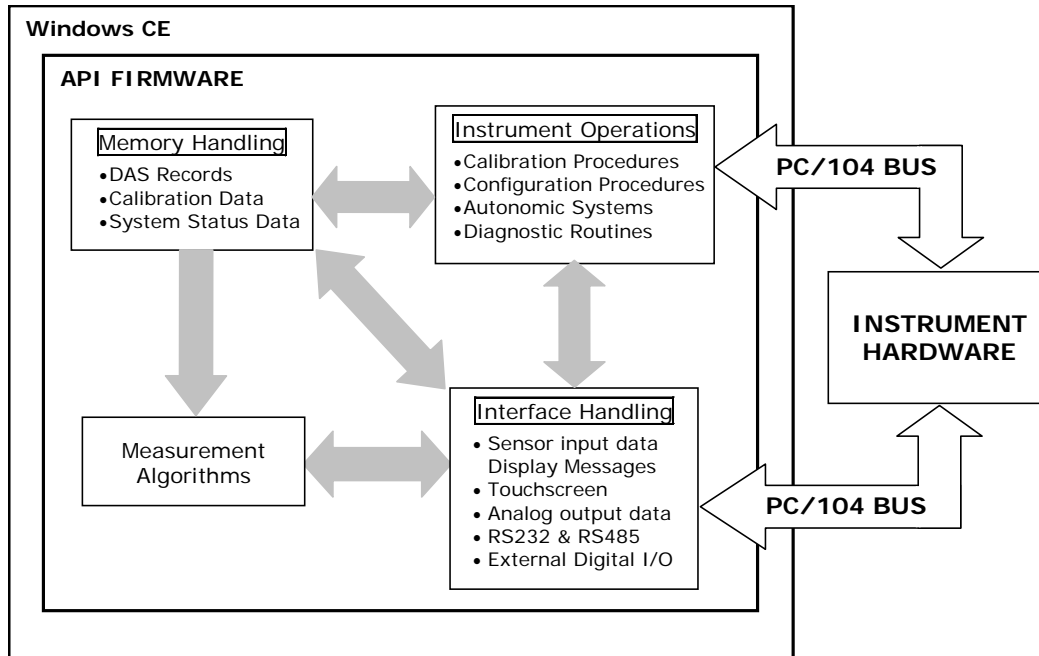 Windows CE
API FIRMWARE
Memory Handling
•DAS Records
•Calibration Data
•System Status Data
Instrument Operations
•Calibration Procedures
•Configuration Procedures
•Autonomic Systems
•Diagnostic Routines
PC/104 BUS
INSTRUMENT
HARDWARE
Measurement
Algorithms
Interface Handling
• Sensor input data
Display Messages
• Touchscreen
• Analog output data
• RS232 & RS485
• External Digital I/O
PC/104 BUS